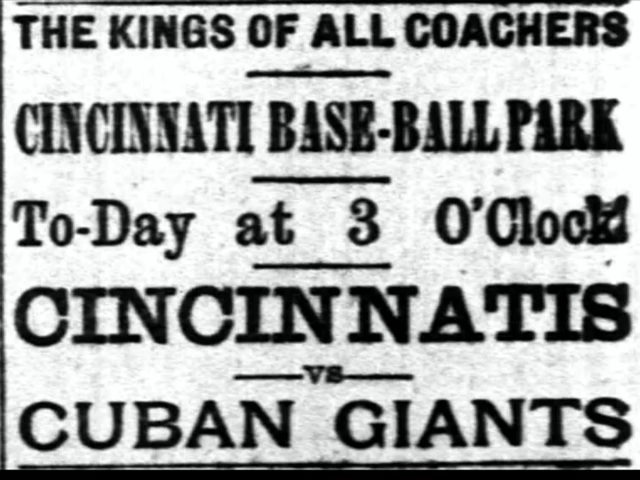 THE KINGS OF ALL COACHERS
CINCINNATI BASE-BALL PARK
To-Day at 3 O'Clock!
CINCINNATIS
vs
CUBAN GIANTS